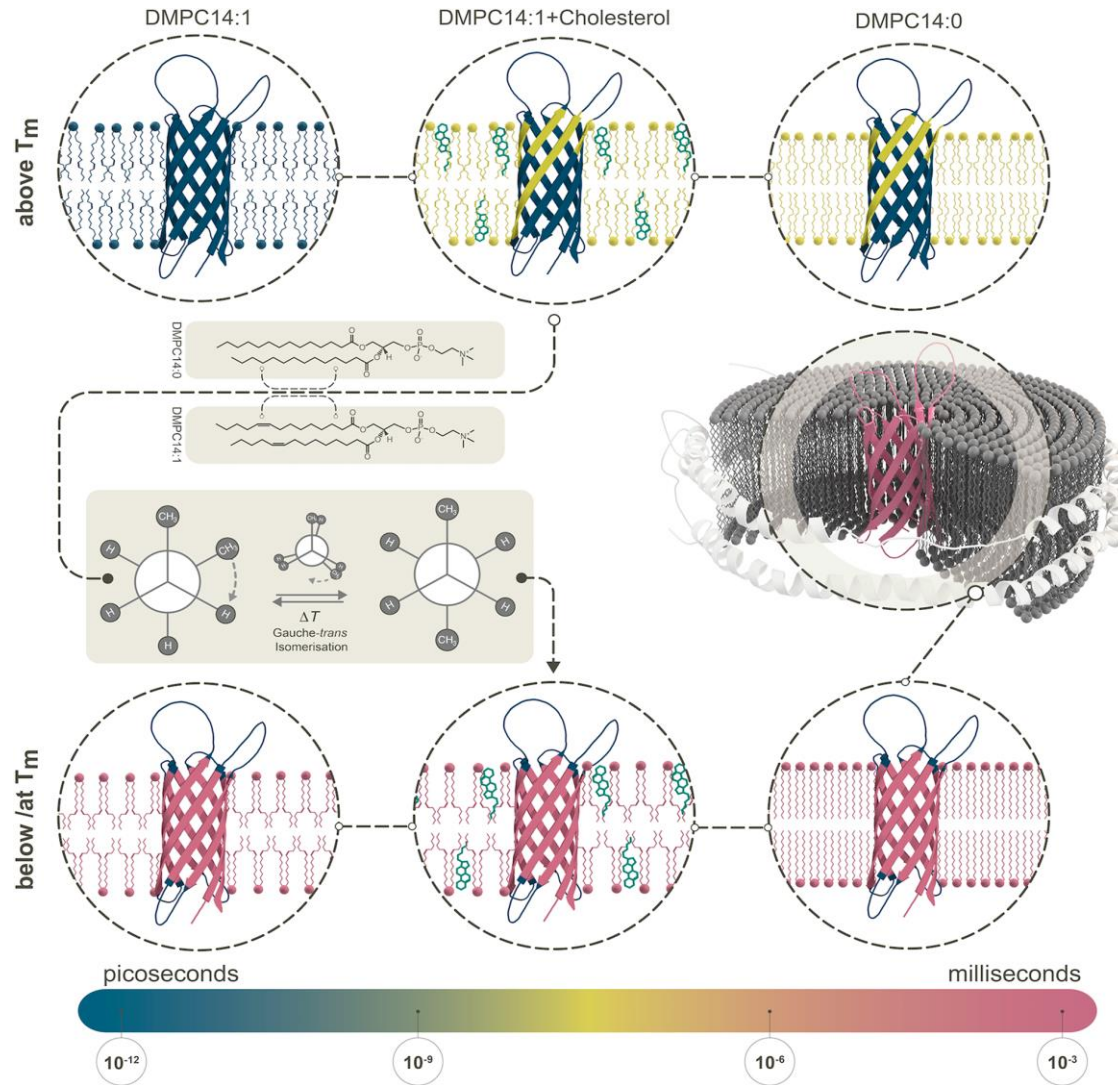 DMPC14:1
DMPC14:1+Cholesterol
DMPC14:0
above Tm
DMPC14:0
O
O
O
O
H
O
P
O
O⁻
O
N⁺
DMPC14:1
O
O
O
O
H
O
P
O
O⁻
O
N⁺
CH₃
H
CH₃
H
H
H
ΔT
Gauche-trans
Isomerisation
CH₃
H
H
H
H
CH₃
below /at Tm
picoseconds
milliseconds
10⁻¹²
10⁻⁹
10⁻⁶
10⁻³